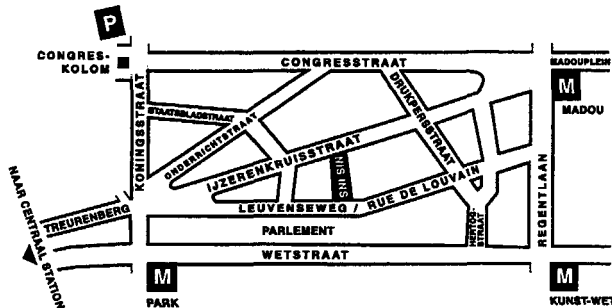 P
CONGRES-
KOLOM
CONGRESSTRAAT
MADOUPLEIN
M
MADOU
KONINGSSTRAAT
STAATSBLADSTRAAT
ONDERRICHTSTRAAT
DRUKPERSSTRAAT
IJZERENKRUISSTRAAT
NIS INS
LEUVENSEWEG / RUE DE LOUVAIN
REGENTLAAN
TREURENBERG
HERTOG-
STRAAT
PARLEMENT
WETSTRAAT
NAAR CENTRAAL STATION
M
PARK
M
KUNST-WET